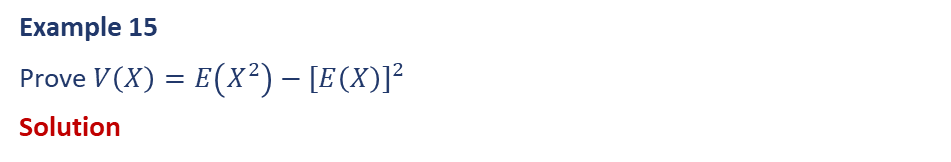 Example 15
Prove V(X) = E(X²) − [E(X)]²
Solution